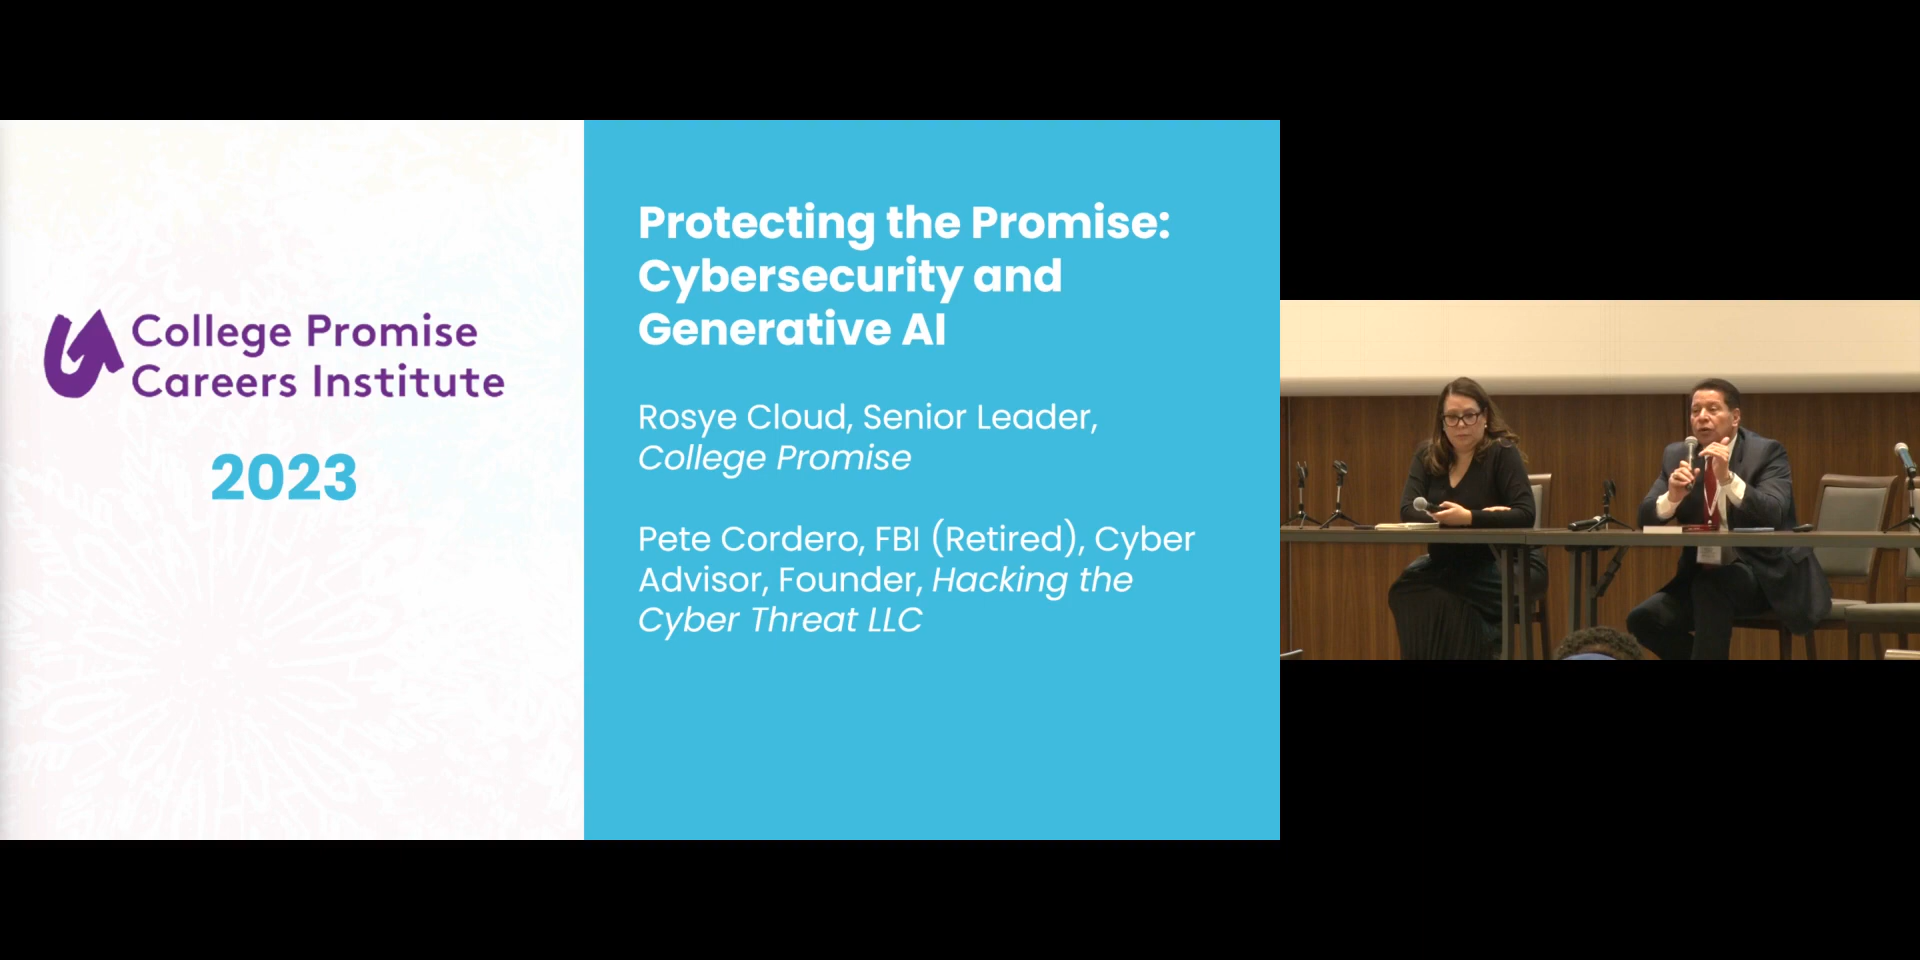 College Promise
Careers Institute
2023
Protecting the Promise:
Cybersecurity and
Generative AI
Rosye Cloud, Senior Leader,
College Promise
Pete Cordero, FBI (Retired), Cyber
Advisor, Founder, Hacking the
Cyber Threat LLC